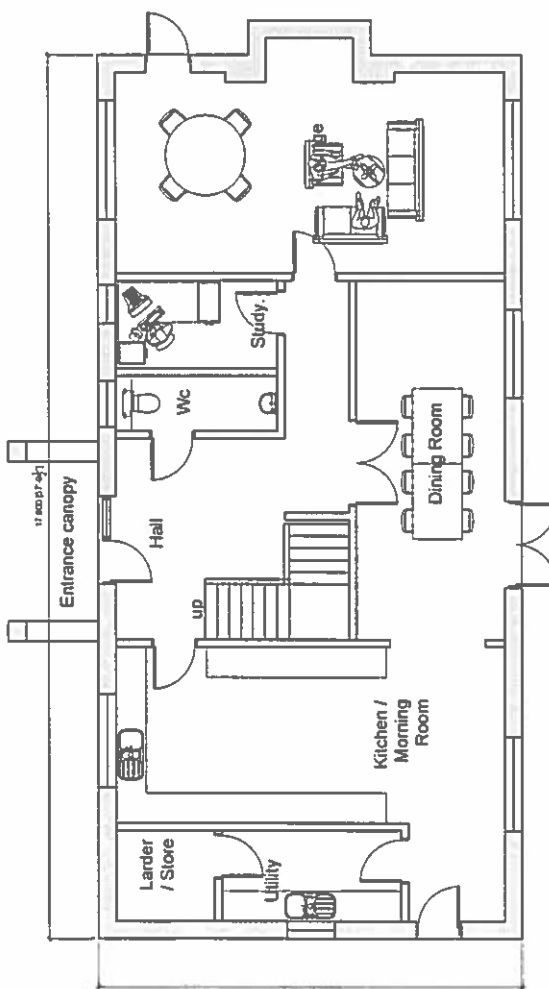 Entrance canopy
Hall
up
Wc
Study.
Lounge
Dining Room
Kitchen /
Morning
Room
Larder
/ Store
Utility